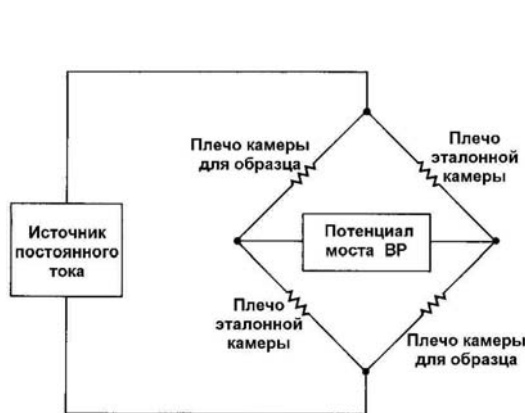 Плечо камеры
для образца
Плечо
эталонной
камеры
Источник
постоянного
тока
Потенциал
моста ВР
Плечо
эталонной
камеры
Плечо камеры
для образца